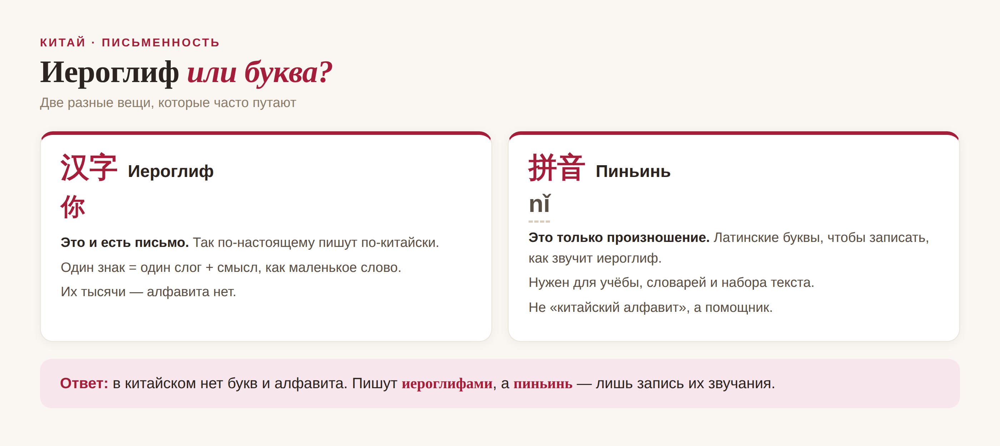 КИТАЙ · ПИСЬМЕННОСТЬ
Иероглиф или буква?
Две разные вещи, которые часто путают
汉字 Иероглиф
你
Это и есть письмо. Так по-настоящему пишут по-китайски.
Один знак = один слог + смысл, как маленькое слово.
Их тысячи — алфавита нет.
拼音 Пиньинь
nǐ
Это только произношение. Латинские буквы, чтобы записать,
как звучит иероглиф.
Нужен для учёбы, словарей и набора текста.
Не «китайский алфавит», а помощник.
Ответ: в китайском нет букв и алфавита. Пишут иероглифами, а пиньинь — лишь запись их звучания.